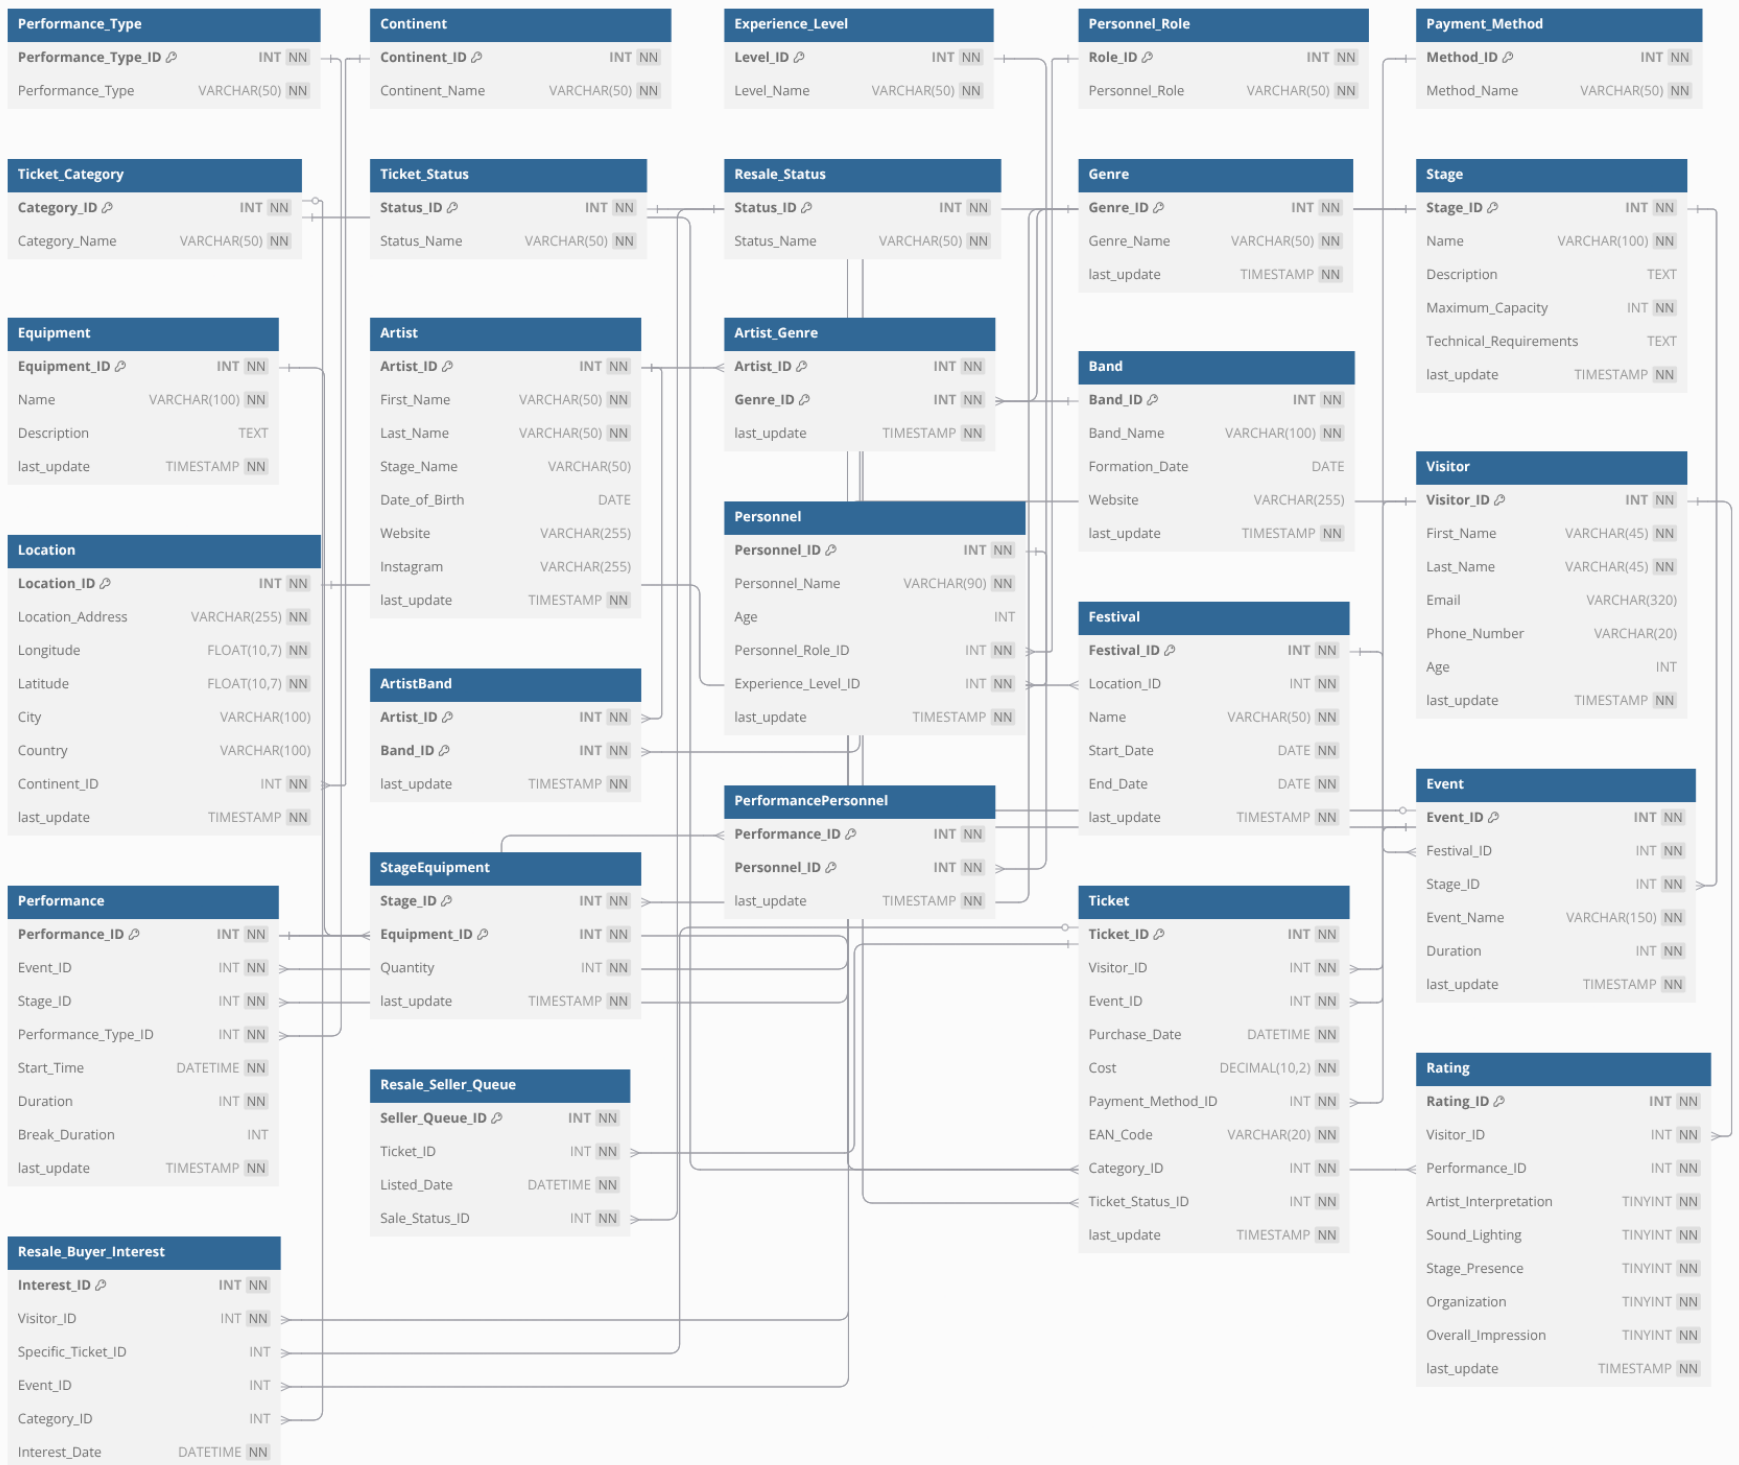 Performance_Type
Performance_Type_ID INT NN
Performance_Type VARCHAR(50) NN
Continent
Continent_ID INT NN
Continent_Name VARCHAR(50) NN
Experience_Level
Level_ID INT NN
Level_Name VARCHAR(50) NN
Personnel_Role
Role_ID INT NN
Personnel_Role VARCHAR(50) NN
Payment_Method
Method_ID INT NN
Method_Name VARCHAR(50) NN
Ticket_Category
Category_ID INT NN
Category_Name VARCHAR(50) NN
Ticket_Status
Status_ID INT NN
Status_Name VARCHAR(50) NN
Resale_Status
Status_ID INT NN
Status_Name VARCHAR(50) NN
Genre
Genre_ID INT NN
Genre_Name VARCHAR(50) NN
last_update TIMESTAMP NN
Stage
Stage_ID INT NN
Name VARCHAR(100) NN
Description TEXT
Maximum_Capacity INT NN
Technical_Requirements TEXT
last_update TIMESTAMP NN
Equipment
Equipment_ID INT NN
Name VARCHAR(100) NN
Description TEXT
last_update TIMESTAMP NN
Artist
Artist_ID INT NN
First_Name VARCHAR(50) NN
Last_Name VARCHAR(50) NN
Stage_Name VARCHAR(50)
Date_of_Birth DATE
Website VARCHAR(255)
Instagram VARCHAR(255)
last_update TIMESTAMP NN
Artist_Genre
Artist_ID INT NN
Genre_ID INT NN
last_update TIMESTAMP NN
Band
Band_ID INT NN
Band_Name VARCHAR(100) NN
Formation_Date DATE
Website VARCHAR(255)
last_update TIMESTAMP NN
Visitor
Visitor_ID INT NN
First_Name VARCHAR(45) NN
Last_Name VARCHAR(45) NN
Email VARCHAR(320)
Phone_Number VARCHAR(20)
Age INT
last_update TIMESTAMP NN
Location
Location_ID INT NN
Location_Address VARCHAR(255) NN
Longitude FLOAT(10,7) NN
Latitude FLOAT(10,7) NN
City VARCHAR(100)
Country VARCHAR(100)
Continent_ID INT NN
last_update TIMESTAMP NN
Personnel
Personnel_ID INT NN
Personnel_Name VARCHAR(90) NN
Age INT
Personnel_Role_ID INT NN
Experience_Level_ID INT NN
last_update TIMESTAMP NN
Festival
Festival_ID INT NN
Location_ID INT NN
Name VARCHAR(50) NN
Start_Date DATE NN
End_Date DATE NN
last_update TIMESTAMP NN
ArtistBand
Artist_ID INT NN
Band_ID INT NN
last_update TIMESTAMP NN
PerformancePersonnel
Performance_ID INT NN
Personnel_ID INT NN
last_update TIMESTAMP NN
Event
Event_ID INT NN
Festival_ID INT NN
Stage_ID INT NN
Event_Name VARCHAR(150) NN
Duration INT NN
last_update TIMESTAMP NN
StageEquipment
Stage_ID INT NN
Equipment_ID INT NN
Quantity INT NN
last_update TIMESTAMP NN
Performance
Performance_ID INT NN
Event_ID INT NN
Stage_ID INT NN
Performance_Type_ID INT NN
Start_Time DATETIME NN
Duration INT NN
Break_Duration INT
last_update TIMESTAMP NN
Ticket
Ticket_ID INT NN
Visitor_ID INT NN
Event_ID INT NN
Purchase_Date DATETIME NN
Cost DECIMAL(10,2) NN
Payment_Method_ID INT NN
EAN_Code VARCHAR(20) NN
Category_ID INT NN
Ticket_Status_ID INT NN
last_update TIMESTAMP NN
Resale_Seller_Queue
Seller_Queue_ID INT NN
Ticket_ID INT NN
Listed_Date DATETIME NN
Sale_Status_ID INT NN
Rating
Rating_ID INT NN
Visitor_ID INT NN
Performance_ID INT NN
Artist_Interpretation TINYINT NN
Sound_Lighting TINYINT NN
Stage_Presence TINYINT NN
Organization TINYINT NN
Overall_Impression TINYINT NN
last_update TIMESTAMP NN
Resale_Buyer_Interest
Interest_ID INT NN
Visitor_ID INT NN
Specific_Ticket_ID INT
Event_ID INT
Category_ID INT
Interest_Date DATETIME NN